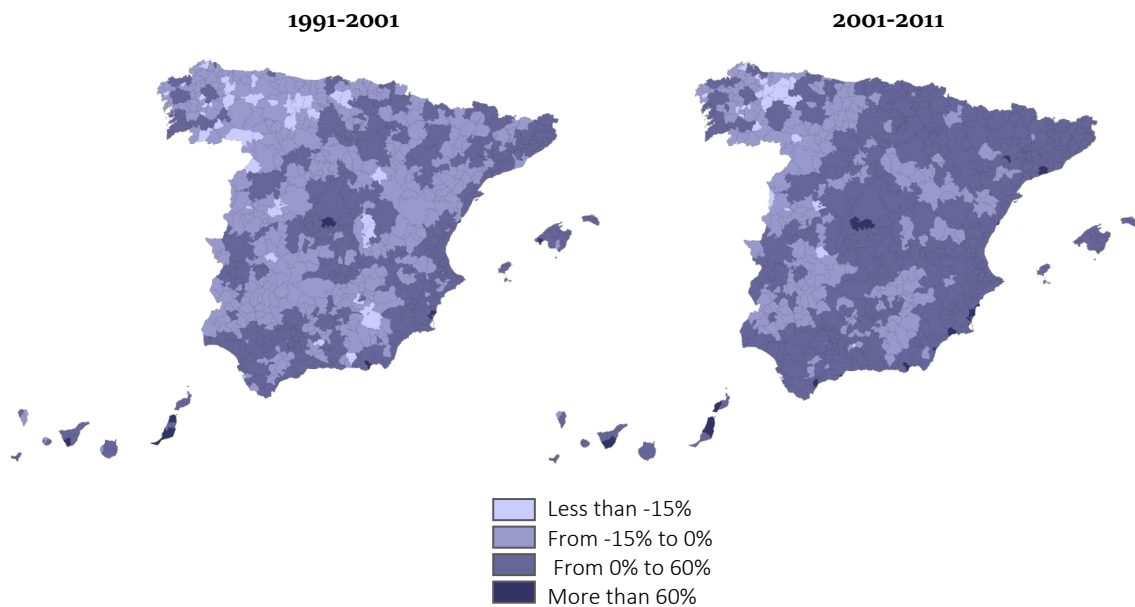 1991-2001
2001-2011
Less than -15%
From -15% to 0%
From 0% to 60%
More than 60%